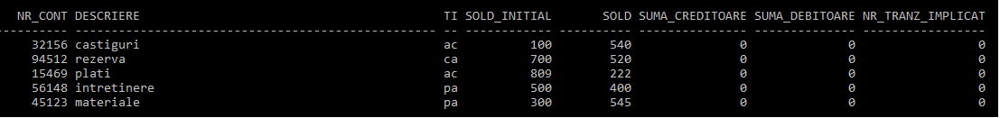 NR_CONT DESCRIERE TI SOLD_INITIAL SOLD SUMA_CREDITOARE SUMA_DEBITOARE NR_TRANZ_IMPLICAT
---------- -------------------------------------------------- -- ------------ ---------- --------------- -------------- -----------------
32156 castiguri ac 100 540 0 0 0
94512 rezerva ca 700 520 0 0 0
15469 plati ac 809 222 0 0 0
56148 intretinere pa 500 400 0 0 0
45123 materiale pa 300 545 0 0 0